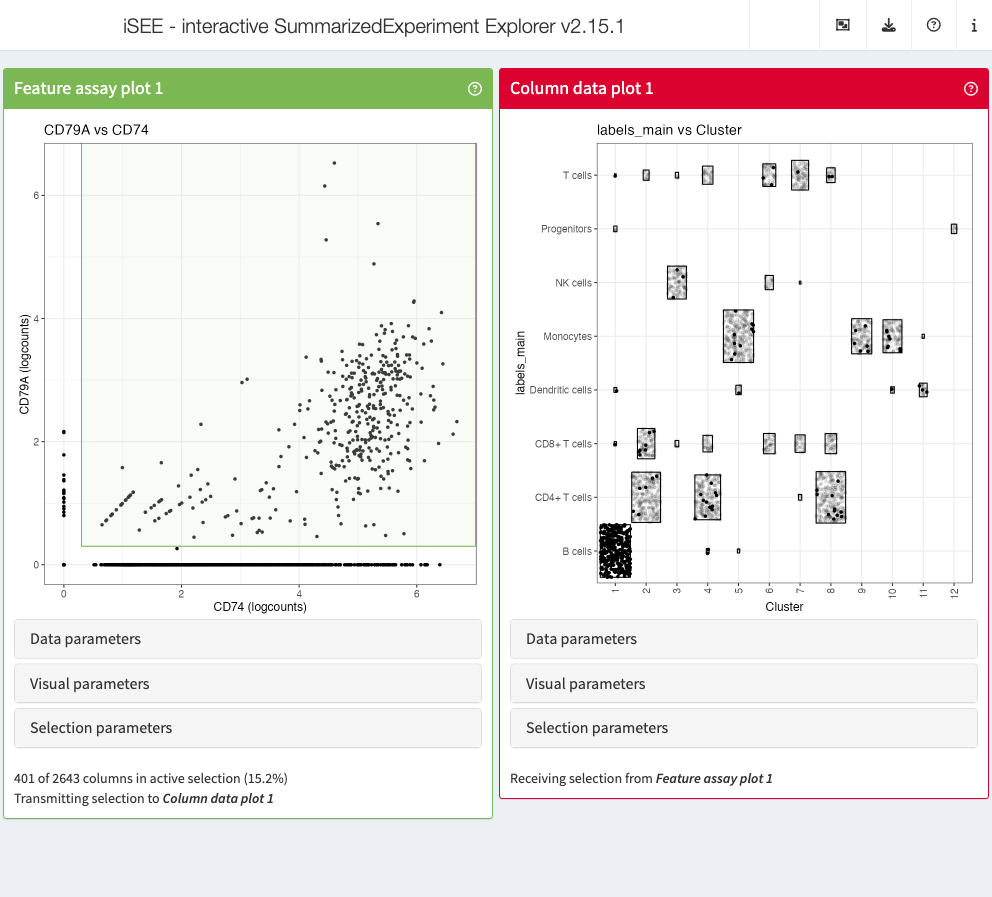 iSEE - interactive SummarizedExperiment Explorer v2.15.1
Feature assay plot 1
CD79A vs CD74
CD79A (logcounts)
6
4
2
0
0 2 4 6
CD74 (logcounts)
Data parameters
Visual parameters
Selection parameters
401 of 2643 columns in active selection (15.2%)
Transmitting selection to Column data plot 1
Column data plot 1
labels_main vs Cluster
labels_main
T cells
Progenitors
NK cells
Monocytes
Dendritic cells
CD8+ T cells
CD4+ T cells
B cells
1 2 3 4 5 6 7 8 9 10 11 12
Cluster
Data parameters
Visual parameters
Selection parameters
Receiving selection from Feature assay plot 1